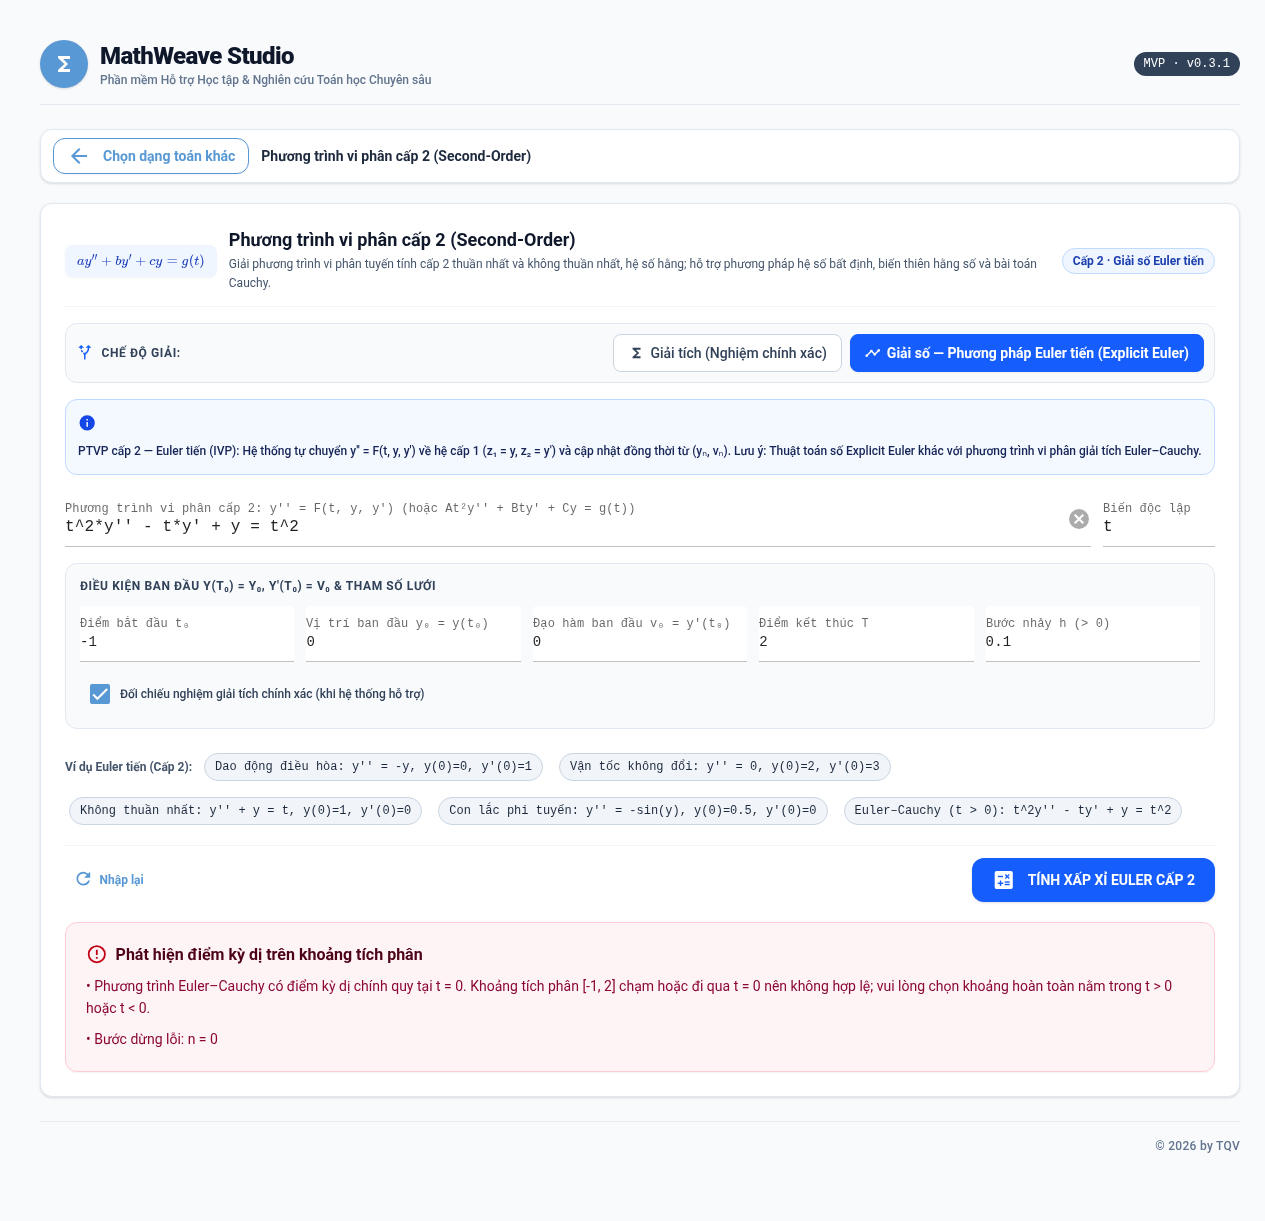 Σ
MathWeave Studio
Phần mềm Hỗ trợ Học tập & Nghiên cứu Toán học Chuyên sâu
MVP · v0.3.1
Chọn dạng toán khác
Phương trình vi phân cấp 2 (Second-Order)
ay'' + by' + cy = g(t)
Phương trình vi phân cấp 2 (Second-Order)
Giải phương trình vi phân tuyến tính cấp 2 thuần nhất và không thuần nhất, hệ số hằng; hỗ trợ phương pháp hệ số bất định, biến thiên hằng số và bài toán
Cauchy.
Cấp 2 · Giải số Euler tiến
CHẾ ĐỘ GIẢI:
Σ Giải tích (Nghiệm chính xác)
Giải số — Phương pháp Euler tiến (Explicit Euler)
PTVP cấp 2 — Euler tiến (IVP): Hệ thống tự chuyển y'' = F(t, y, y') về hệ cấp 1 (z₁ = y, z₂ = y') và cập nhật đồng thời từ (yₙ, vₙ). Lưu ý: Thuật toán số Explicit Euler khác với phương trình vi phân giải tích Euler–Cauchy.
Phương trình vi phân cấp 2: y'' = F(t, y, y') (hoặc At²y'' + Bty' + Cy = g(t))
t^2*y'' - t*y' + y = t^2
Biến độc lập
t
ĐIỀU KIỆN BAN ĐẦU Y(T₀) = Y₀, Y'(T₀) = V₀ & THAM SỐ LƯỚI
Điểm bắt đầu t₀
-1
Vị trí ban đầu y₀ = y(t₀)
0
Đạo hàm ban đầu v₀ = y'(t₀)
0
Điểm kết thúc T
2
Bước nhảy h (> 0)
0.1
Đối chiếu nghiệm giải tích chính xác (khi hệ thống hỗ trợ)
Ví dụ Euler tiến (Cấp 2):
Dao động điều hòa: y'' = -y, y(0)=0, y'(0)=1
Vận tốc không đổi: y'' = 0, y(0)=2, y'(0)=3
Không thuần nhất: y'' + y = t, y(0)=1, y'(0)=0
Con lắc phi tuyến: y'' = -sin(y), y(0)=0.5, y'(0)=0
Euler–Cauchy (t > 0): t^2y'' - ty' + y = t^2
Nhập lại
TÍNH XẤP XỈ EULER CẤP 2
Phát hiện điểm kỳ dị trên khoảng tích phân
• Phương trình Euler–Cauchy có điểm kỳ dị chính quy tại t = 0. Khoảng tích phân [-1, 2] chạm hoặc đi qua t = 0 nên không hợp lệ; vui lòng chọn khoảng hoàn toàn nằm trong t > 0
hoặc t < 0.
• Bước dừng lỗi: n = 0
© 2026 by TQV